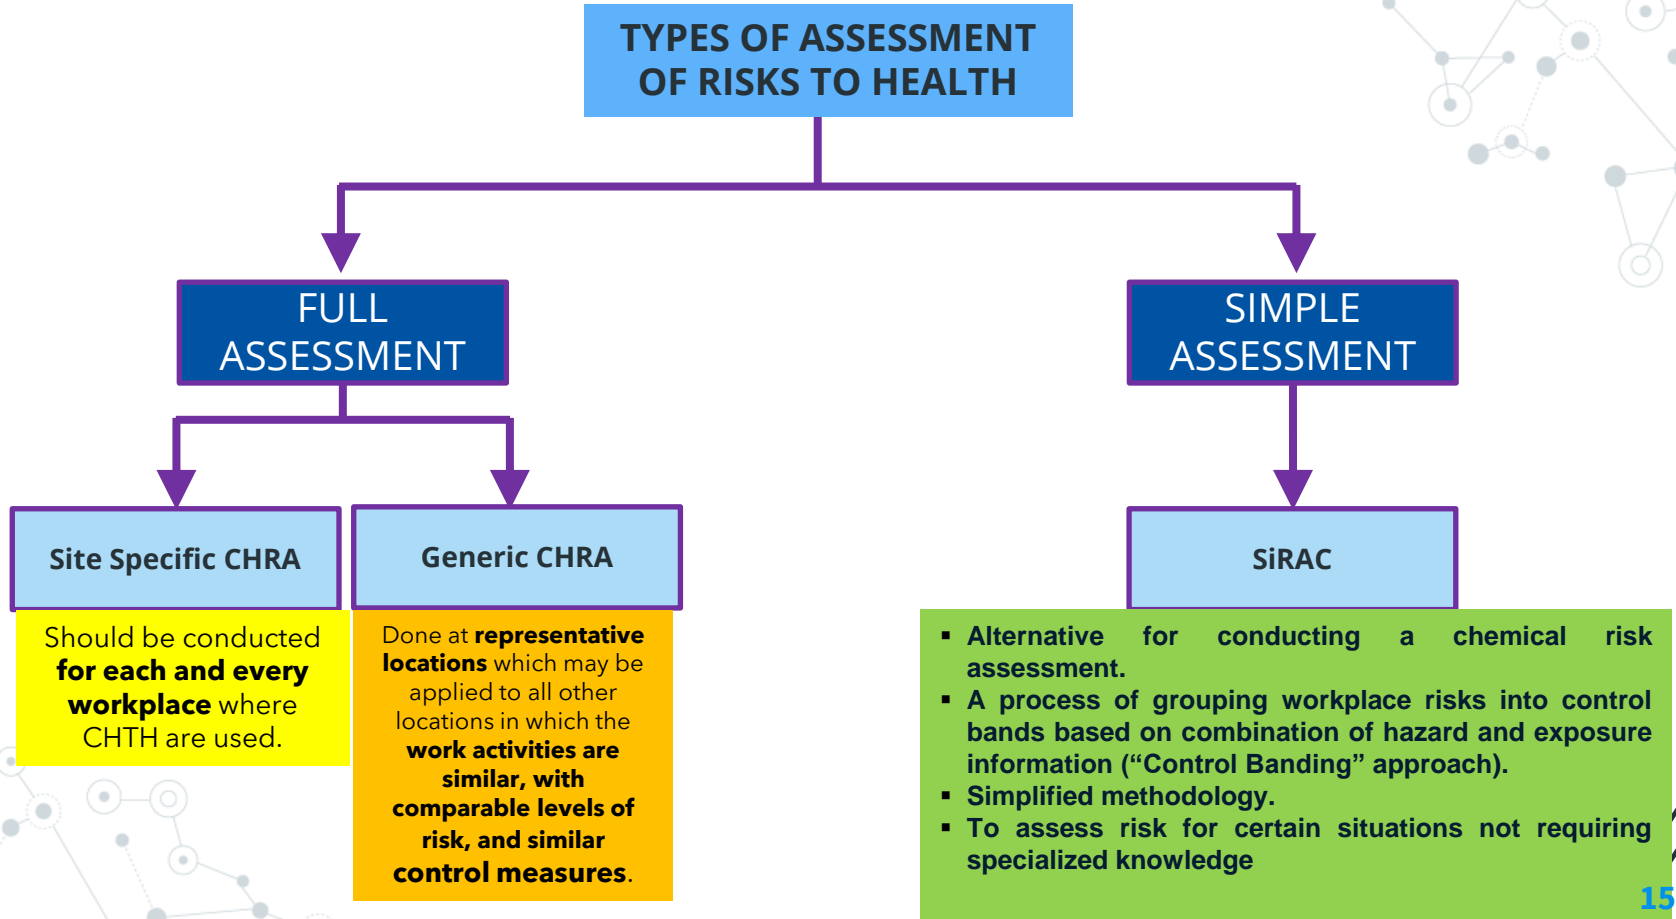 TYPES OF ASSESSMENT
OF RISKS TO HEALTH
FULL
ASSESSMENT
SIMPLE
ASSESSMENT
Site Specific CHRA
Generic CHRA
SiRAC
Should be conducted
for each and every
workplace where
CHTH are used.
Done at representative
locations which may be
applied to all other
locations in which the
work activities are
similar, with
comparable levels of
risk, and similar
control measures.
▪ Alternative for conducting a chemical risk
assessment.
▪ A process of grouping workplace risks into control
bands based on combination of hazard and exposure
information (“Control Banding” approach).
▪ Simplified methodology.
▪ To assess risk for certain situations not requiring
specialized knowledge
15